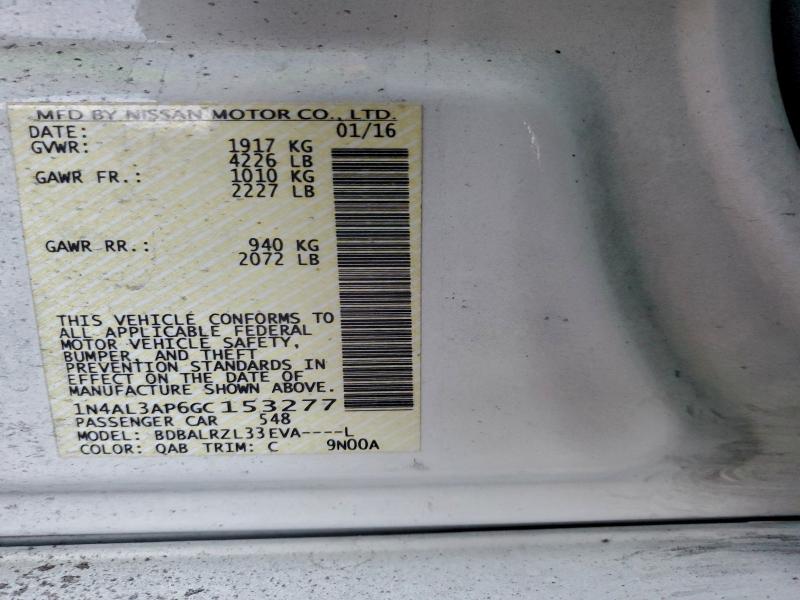 MFD BY NISSAN MOTOR CO., LTD.
DATE: 01/16
GVWR: 1917 KG
4226 LB
GAWR FR.: 1010 KG
2227 LB
GAWR RR.: 940 KG
2072 LB
THIS VEHICLE CONFORMS TO
ALL APPLICABLE FEDERAL
MOTOR VEHICLE SAFETY,
BUMPER, AND THEFT
PREVENTION STANDARDS IN
EFFECT ON THE DATE OF
MANUFACTURE SHOWN ABOVE.
1N4AL3AP6GC153277
PASSENGER CAR 548
MODEL: BDBALRZL33EVA----L
COLOR: QAB TRIM: C 9N00A